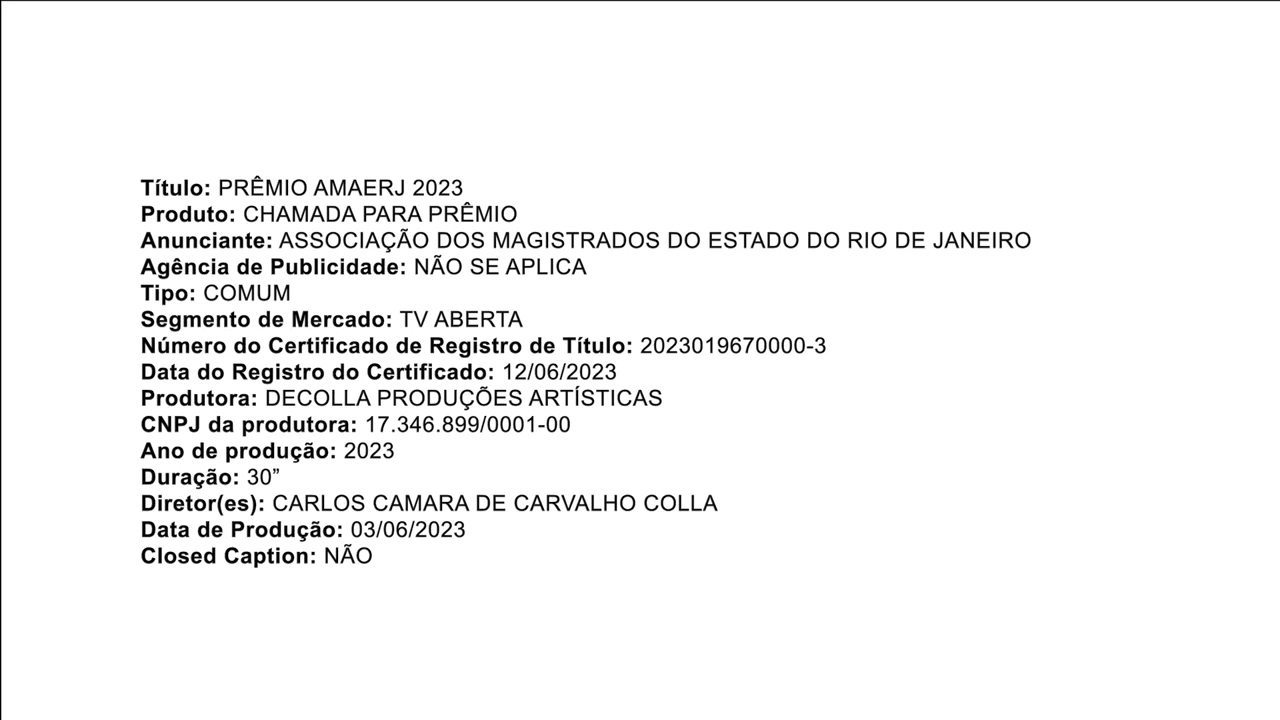 Título: PRÊMIO AMAERJ 2023
Produto: CHAMADA PARA PRÊMIO
Anunciante: ASSOCIAÇÃO DOS MAGISTRADOS DO ESTADO DO RIO DE JANEIRO
Agência de Publicidade: NÃO SE APLICA
Tipo: COMUM
Segmento de Mercado: TV ABERTA
Número do Certificado de Registro de Título: 2023019670000-3
Data do Registro do Certificado: 12/06/2023
Produtora: DECOLLA PRODUÇÕES ARTÍSTICAS
CNPJ da produtora: 17.346.899/0001-00
Ano de produção: 2023
Duração: 30”
Diretor(es): CARLOS CAMARA DE CARVALHO COLLA
Data de Produção: 03/06/2023
Closed Caption: NÃO